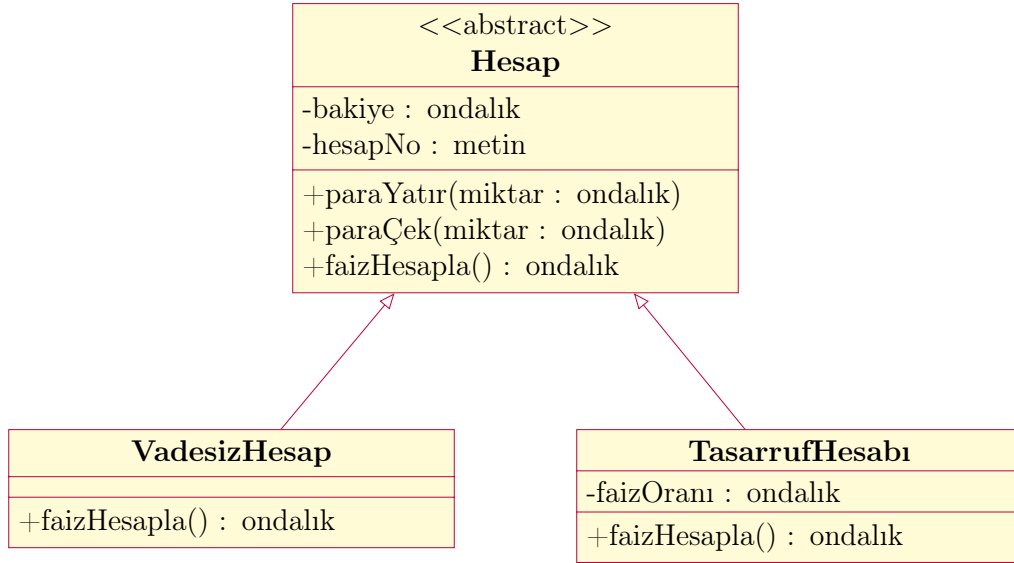 <<abstract>>
Hesap
-bakiye : ondalık
-hesapNo : metin
+paraYatır(miktar : ondalık)
+paraÇek(miktar : ondalık)
+faizHesapla() : ondalık
VadesizHesap
+faizHesapla() : ondalık
TasarrufHesabı
-faizOranı : ondalık
+faizHesapla() : ondalık